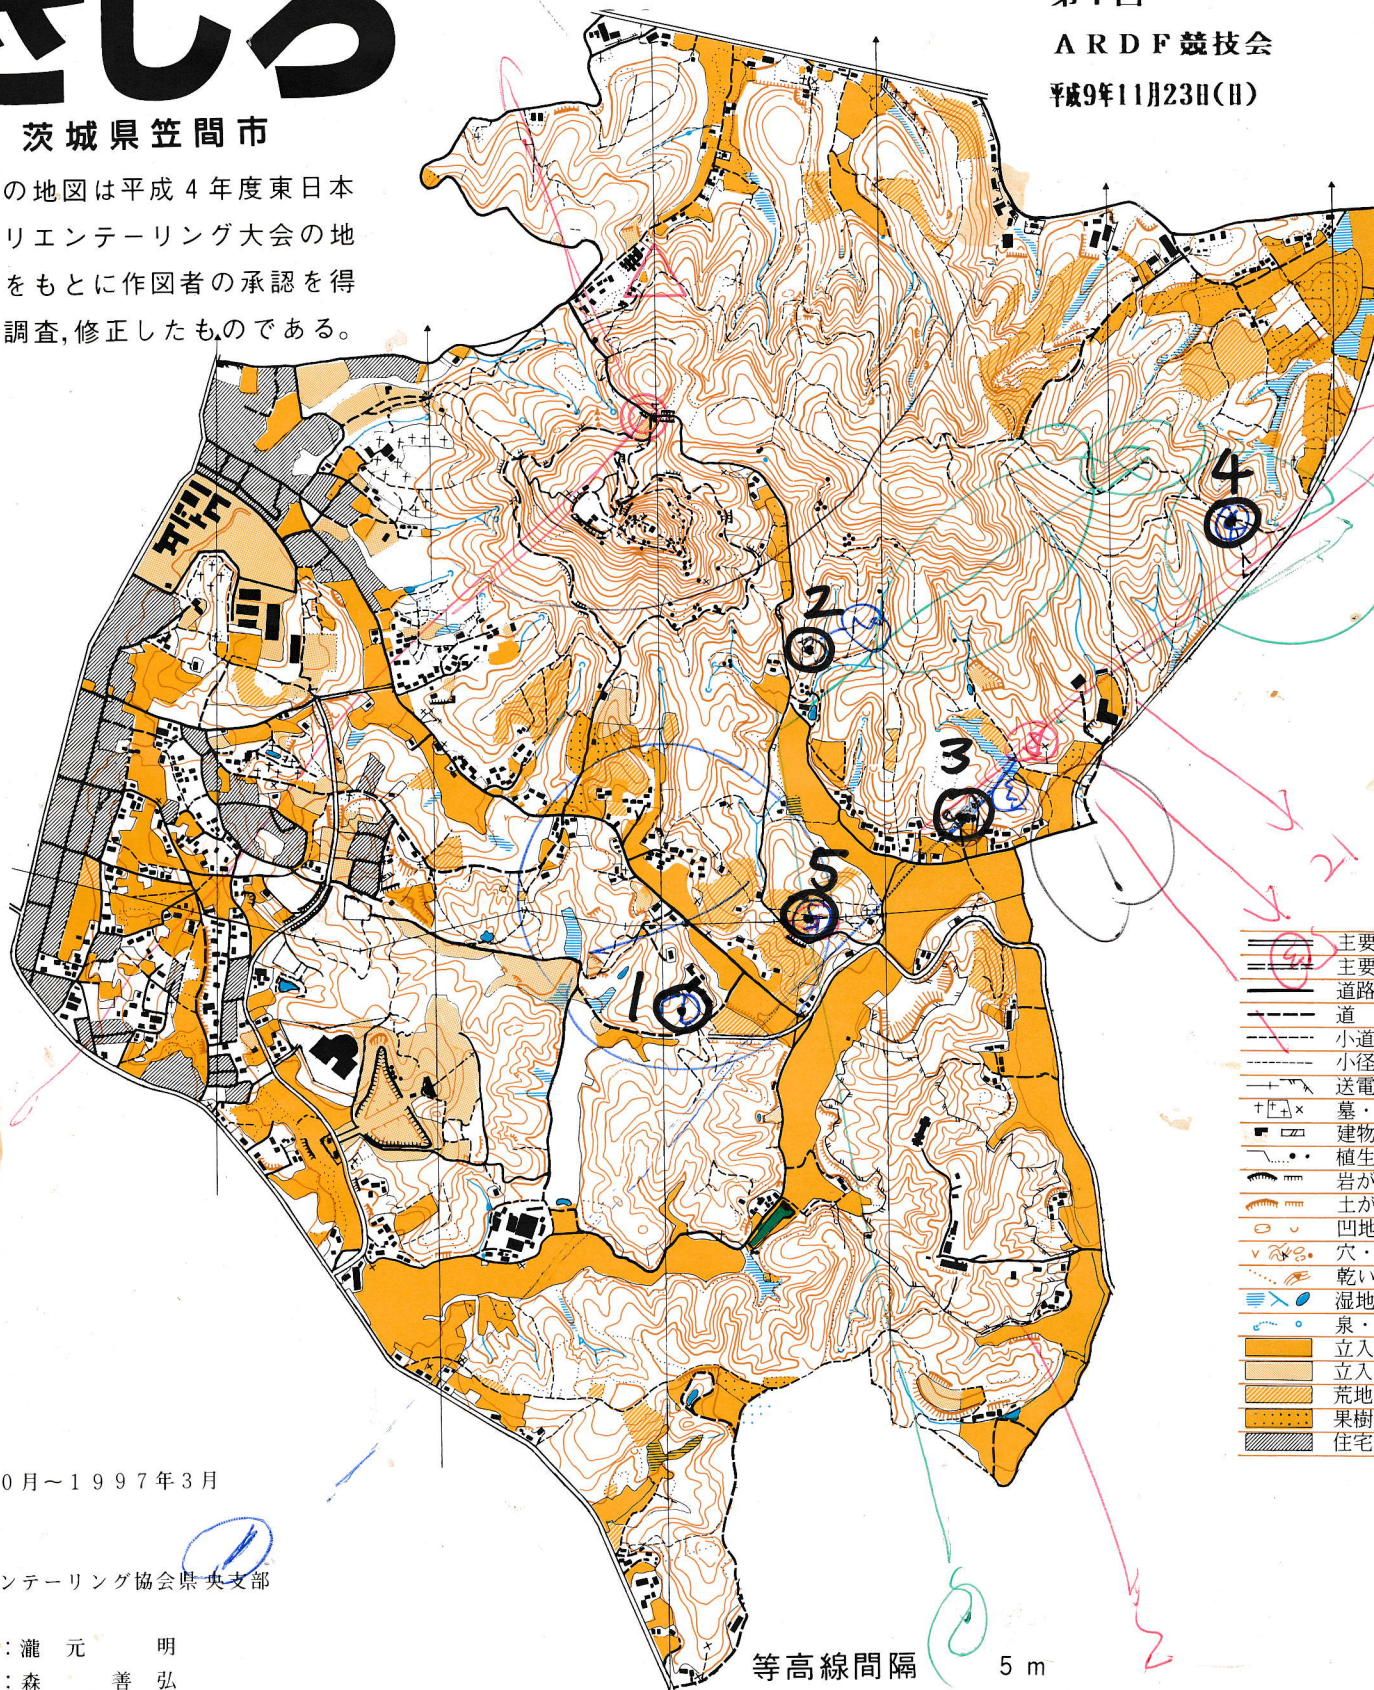 さしろ
茨城県笠間市
の地図は平成4年度東日本
リエンテーリング大会の地
をもとに作図者の承認を得
調査,修正したものである。
ARDF競技会
平成9年11月23日(日)
4
2
3
5
1
21
主要
主要
道路
道
小道
小径
送電
墓・
建物
植生
岩が
土が
凹地
穴・
乾い
湿地
泉・
立入
立入
荒地
果樹
住宅
0月～1997年3月
ンテーリング協会県央支部
:瀧元 明
:森 善弘
等高線間隔 5m